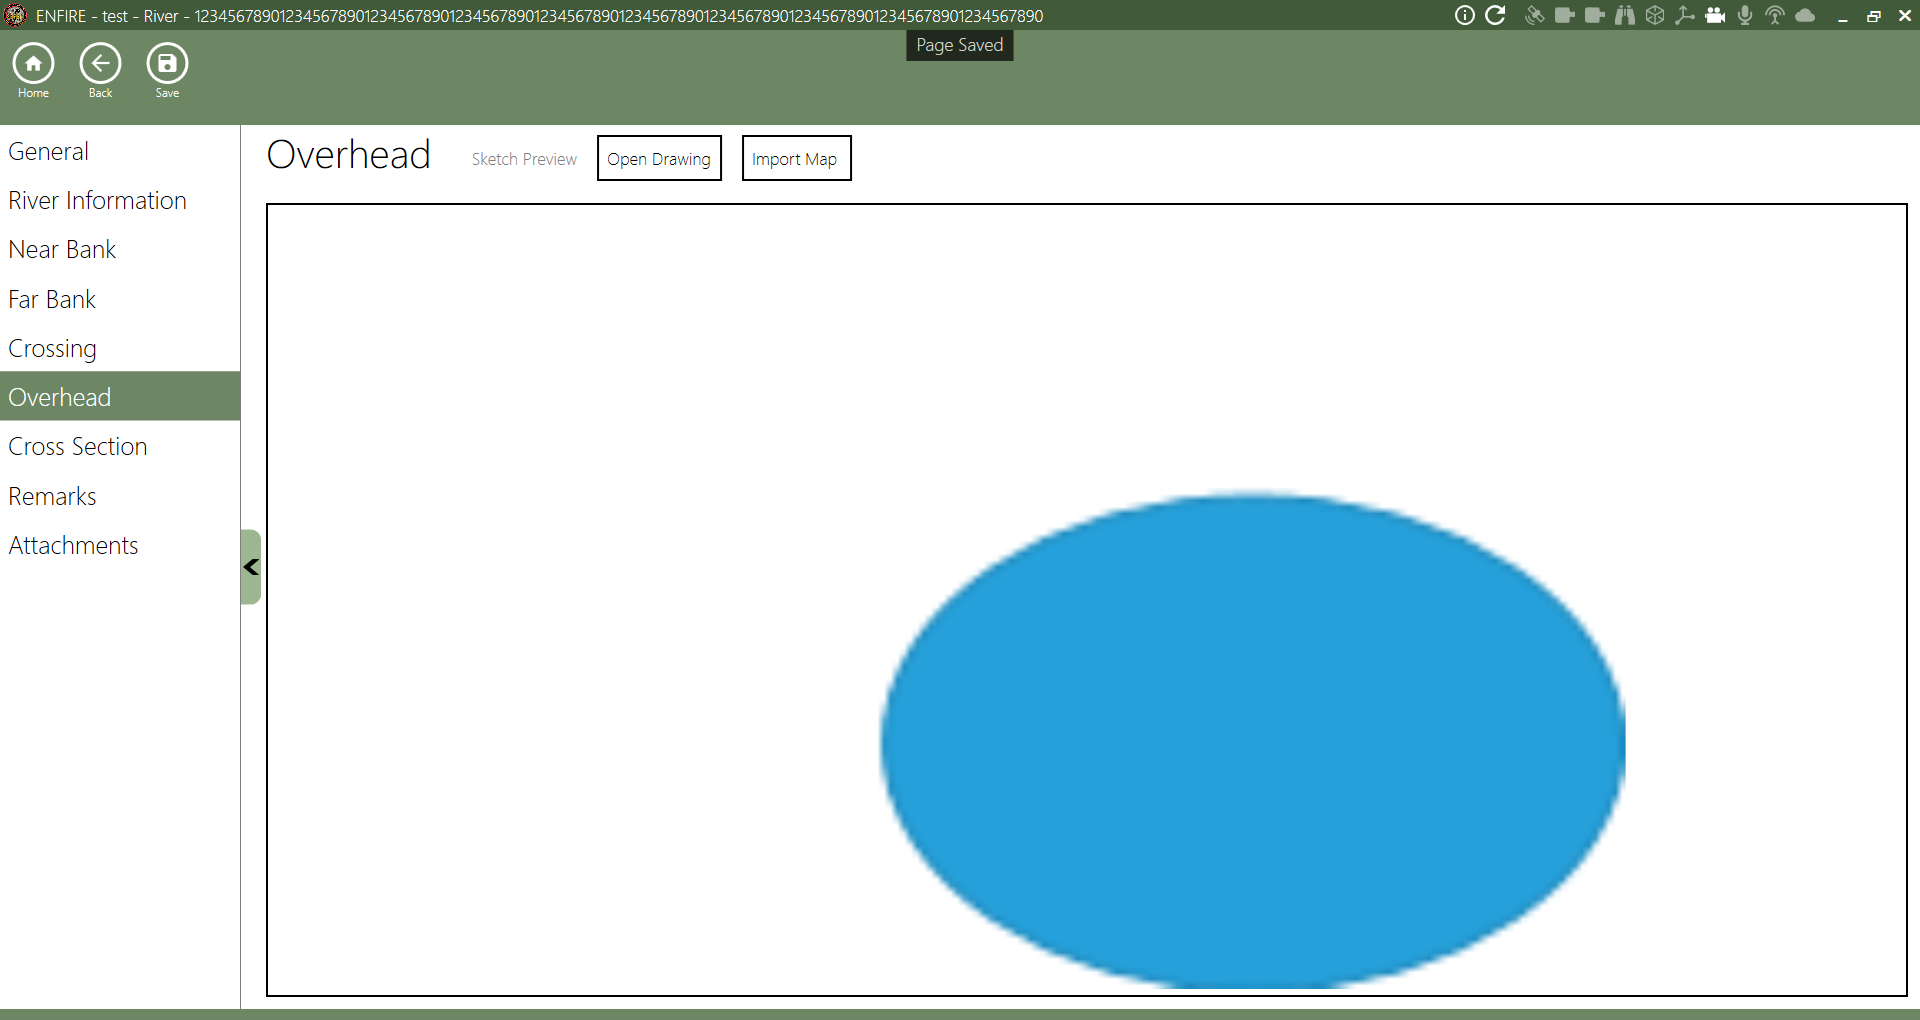 ENFIRE - test - River - 1234567890123456789012345678901234567890123456789012345678901234567890123456789012345678901234567890
Page Saved
Home
Back
Save
General
River Information
Near Bank
Far Bank
Crossing
Overhead
Cross Section
Remarks
Attachments
Overhead
Sketch Preview
Open Drawing
Import Map